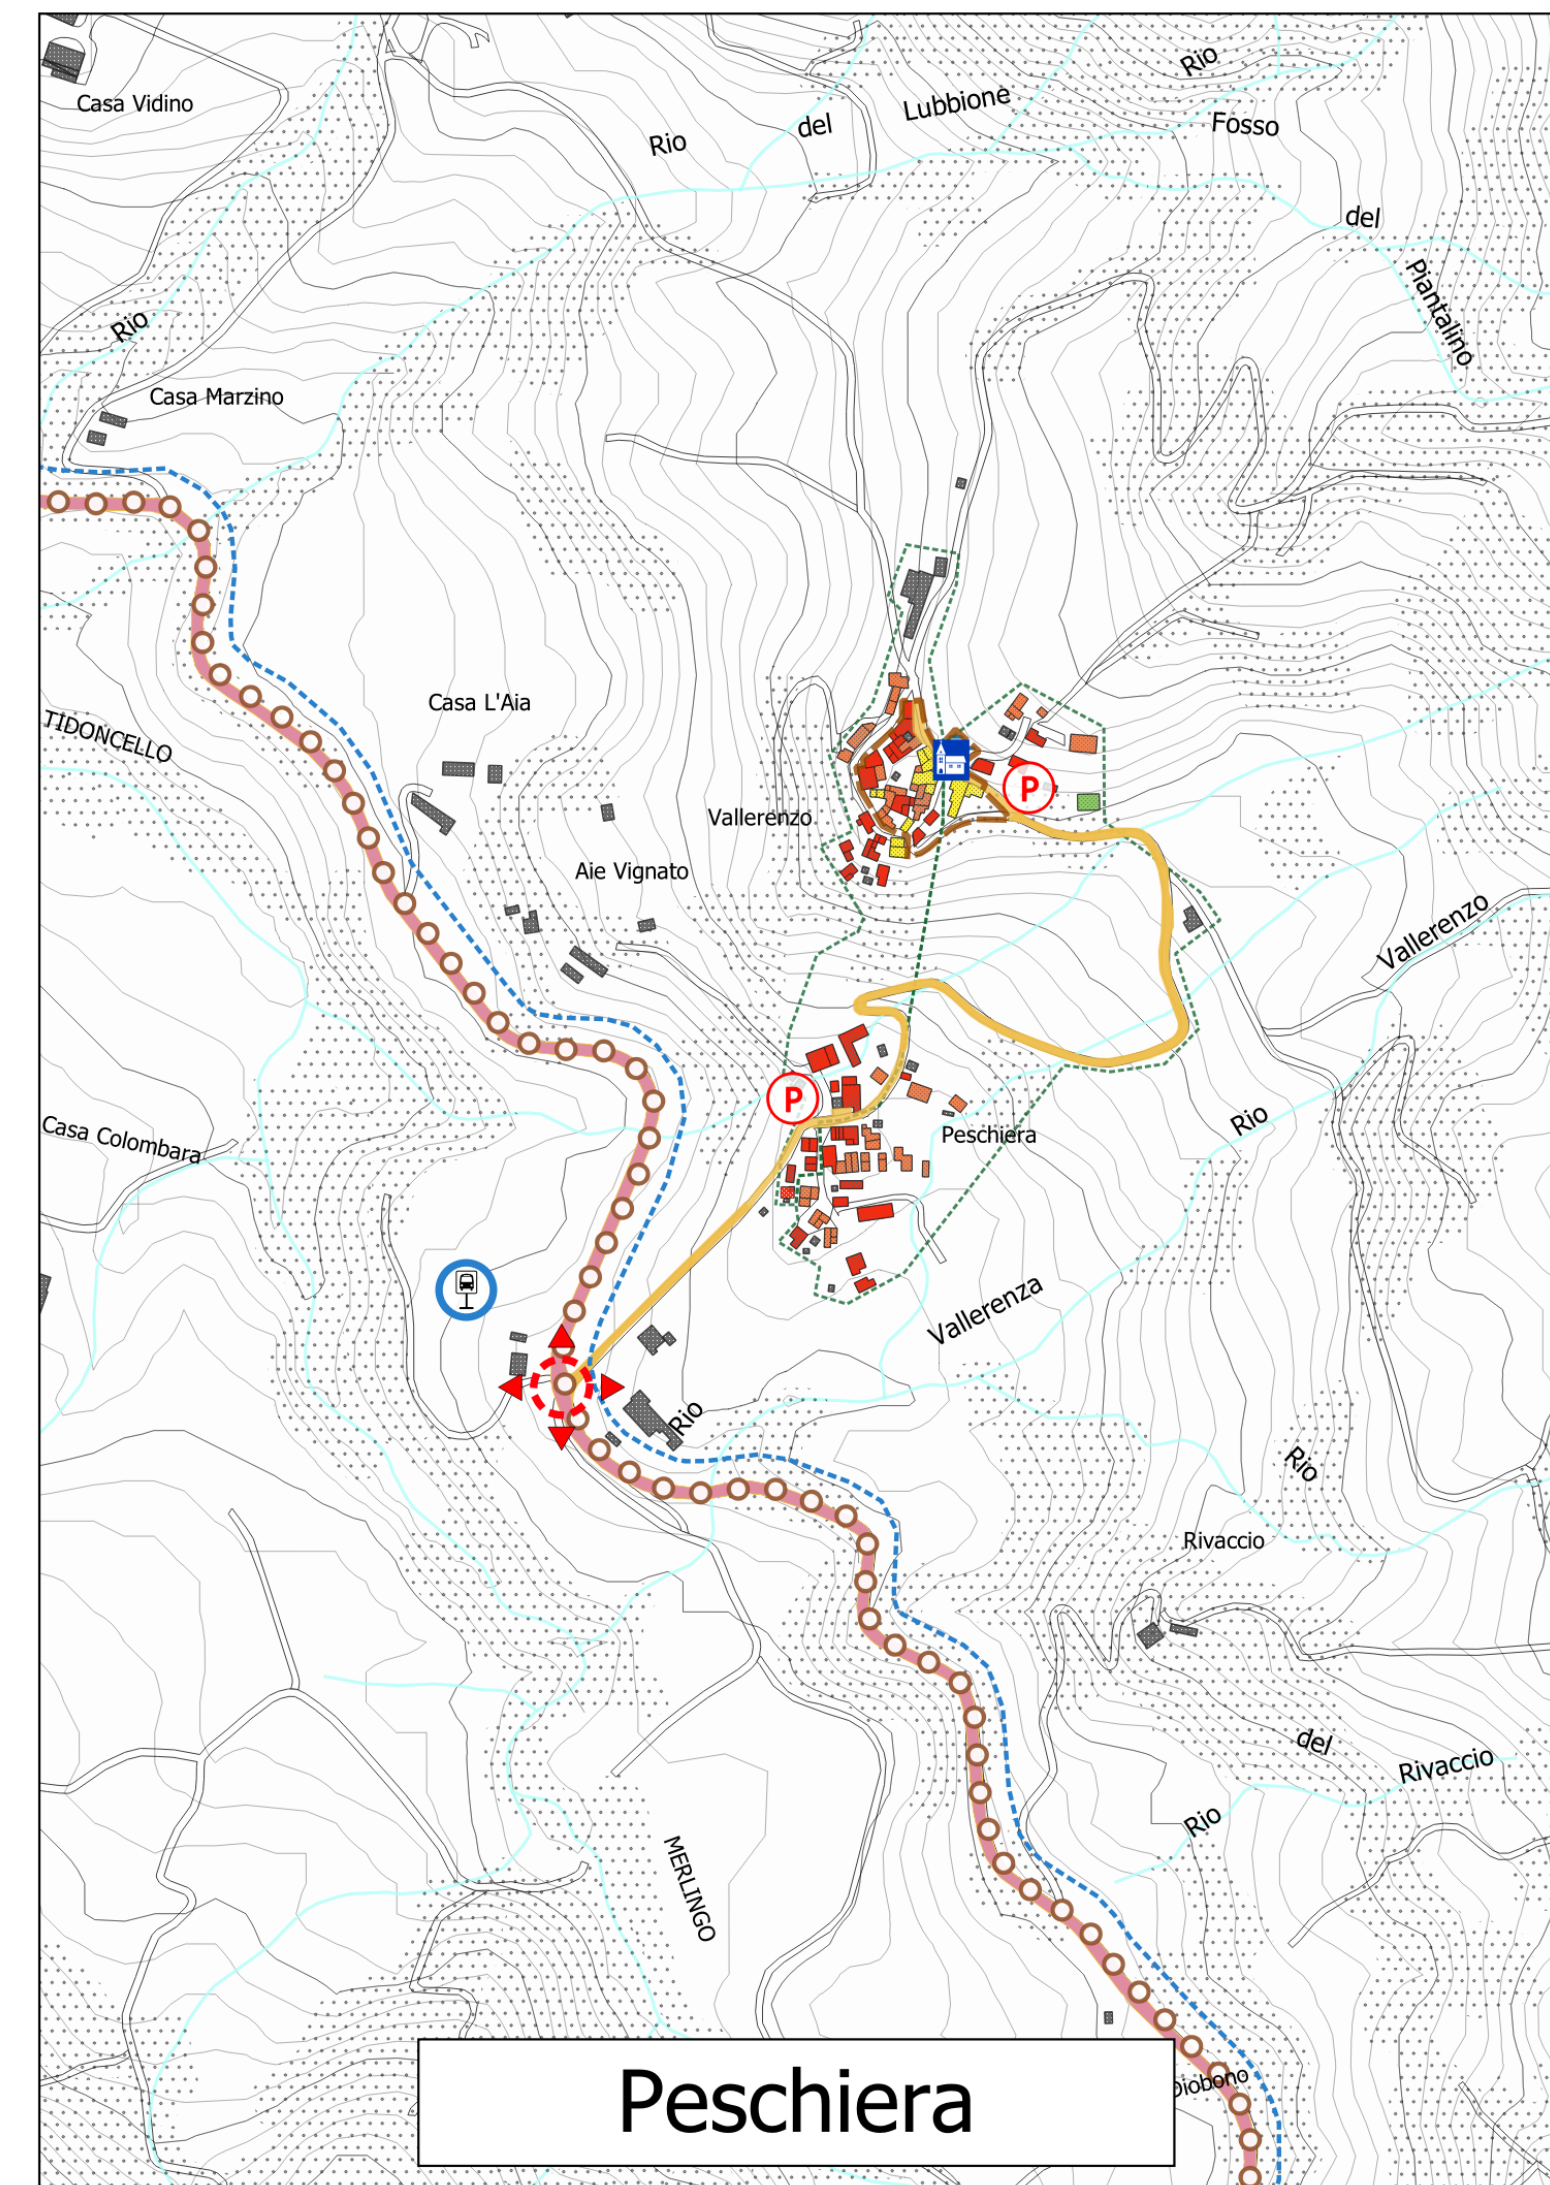 Rio
Casa Vidino
Lubbione
del
Fosso
Rio
del
Piantalino
Rio
Casa Marzino
Casa L'Aia
TIDONCELLO
P
Vallerenzo
Aie Vignato
Vallerenzo
P
Rio
Peschiera
Casa Colombara
Vallerenza
Rio
Rio
Rivaccio
del
Rivaccio
Rio
MERLINGO
Diobono
Peschiera